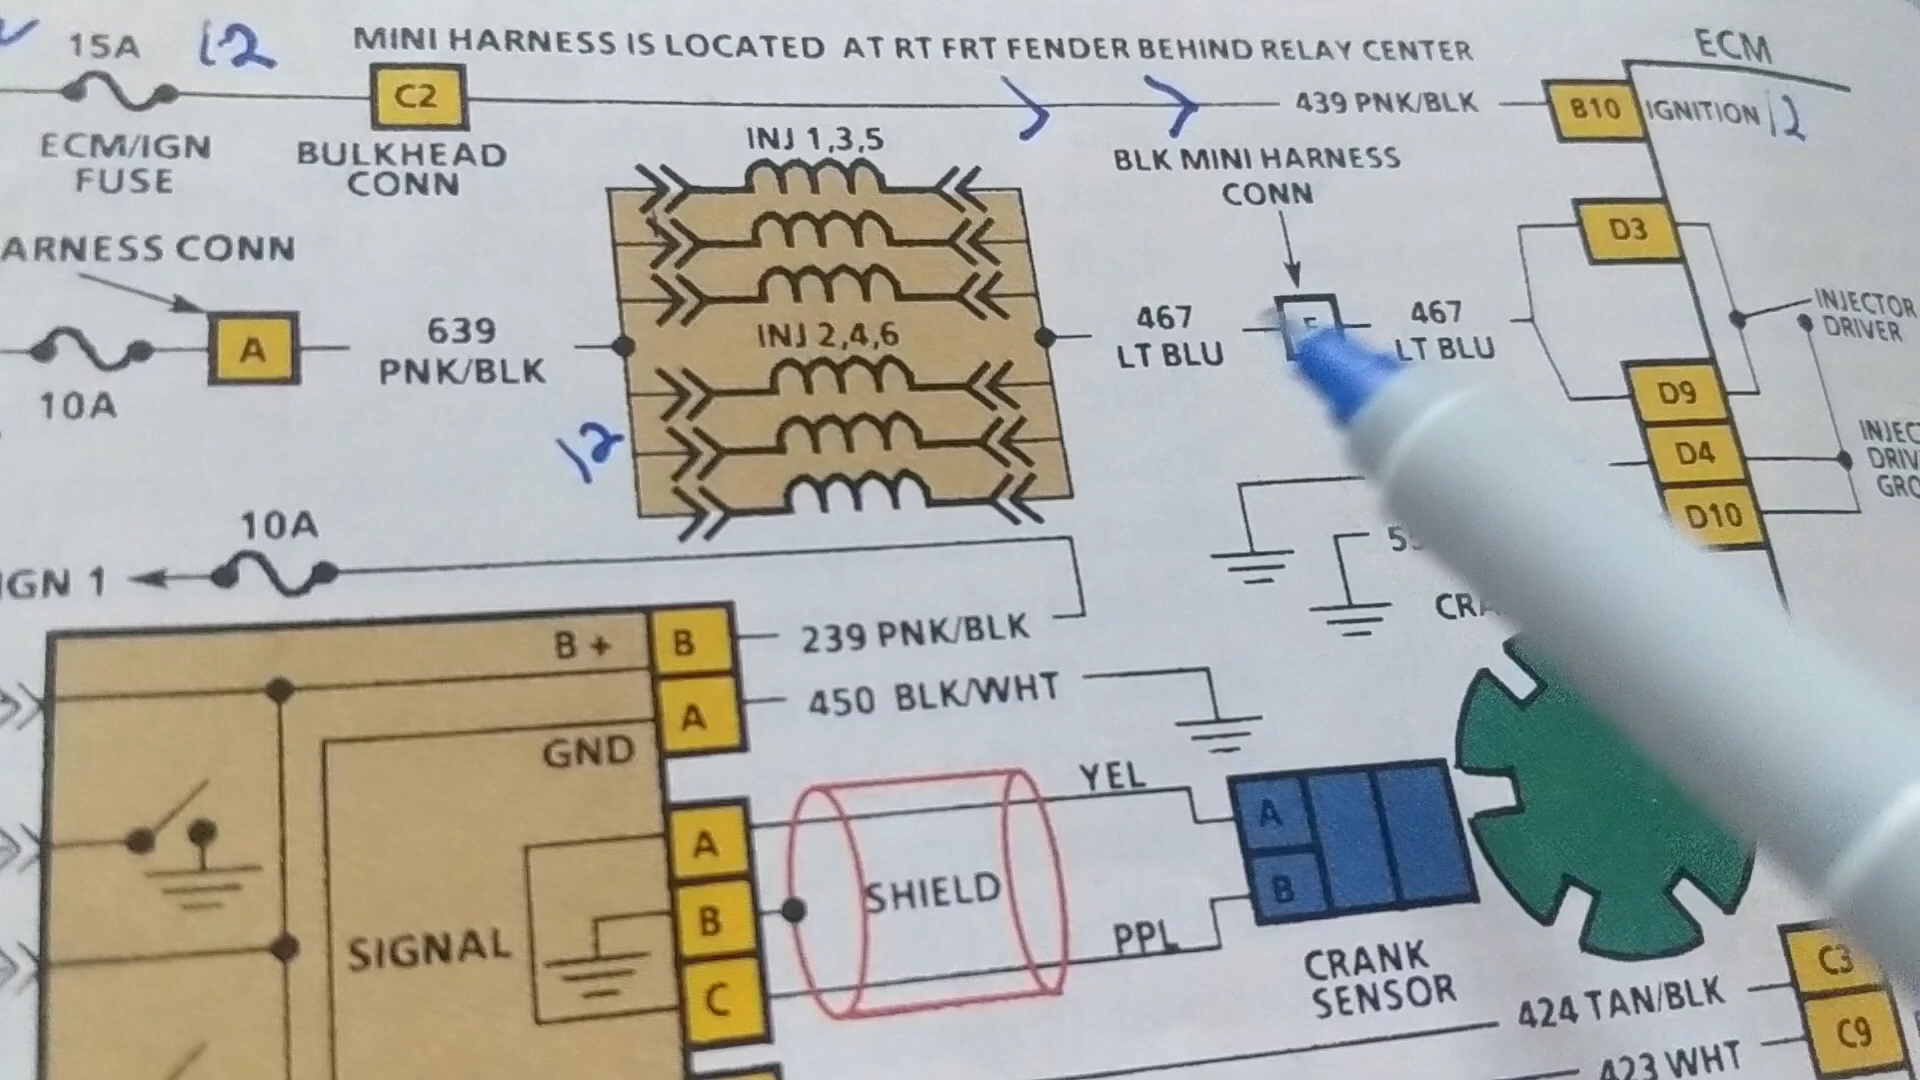 15A
12
MINI HARNESS IS LOCATED AT RT FRT FENDER BEHIND RELAY CENTER
ECM
C2
439 PNK/BLK
B10
IGNITION
12
ECM/IGN
FUSE
BULKHEAD
CONN
INJ 1,3,5
BLK MINI HARNESS
CONN
D3
ARNESS CONN
A
10A
639
PNK/BLK
INJ 2,4,6
467
LT BLU
467
LT BLU
INJECTOR
DRIVER
D9
D4
D10
12
10A
IGN 1
B +
B
239 PNK/BLK
A
450 BLK/WHT
GND
A
B
C
SIGNAL
SHIELD
YEL
PPL
A
B
CRANK
SENSOR
424 TAN/BLK
C3
423 WHT
C9